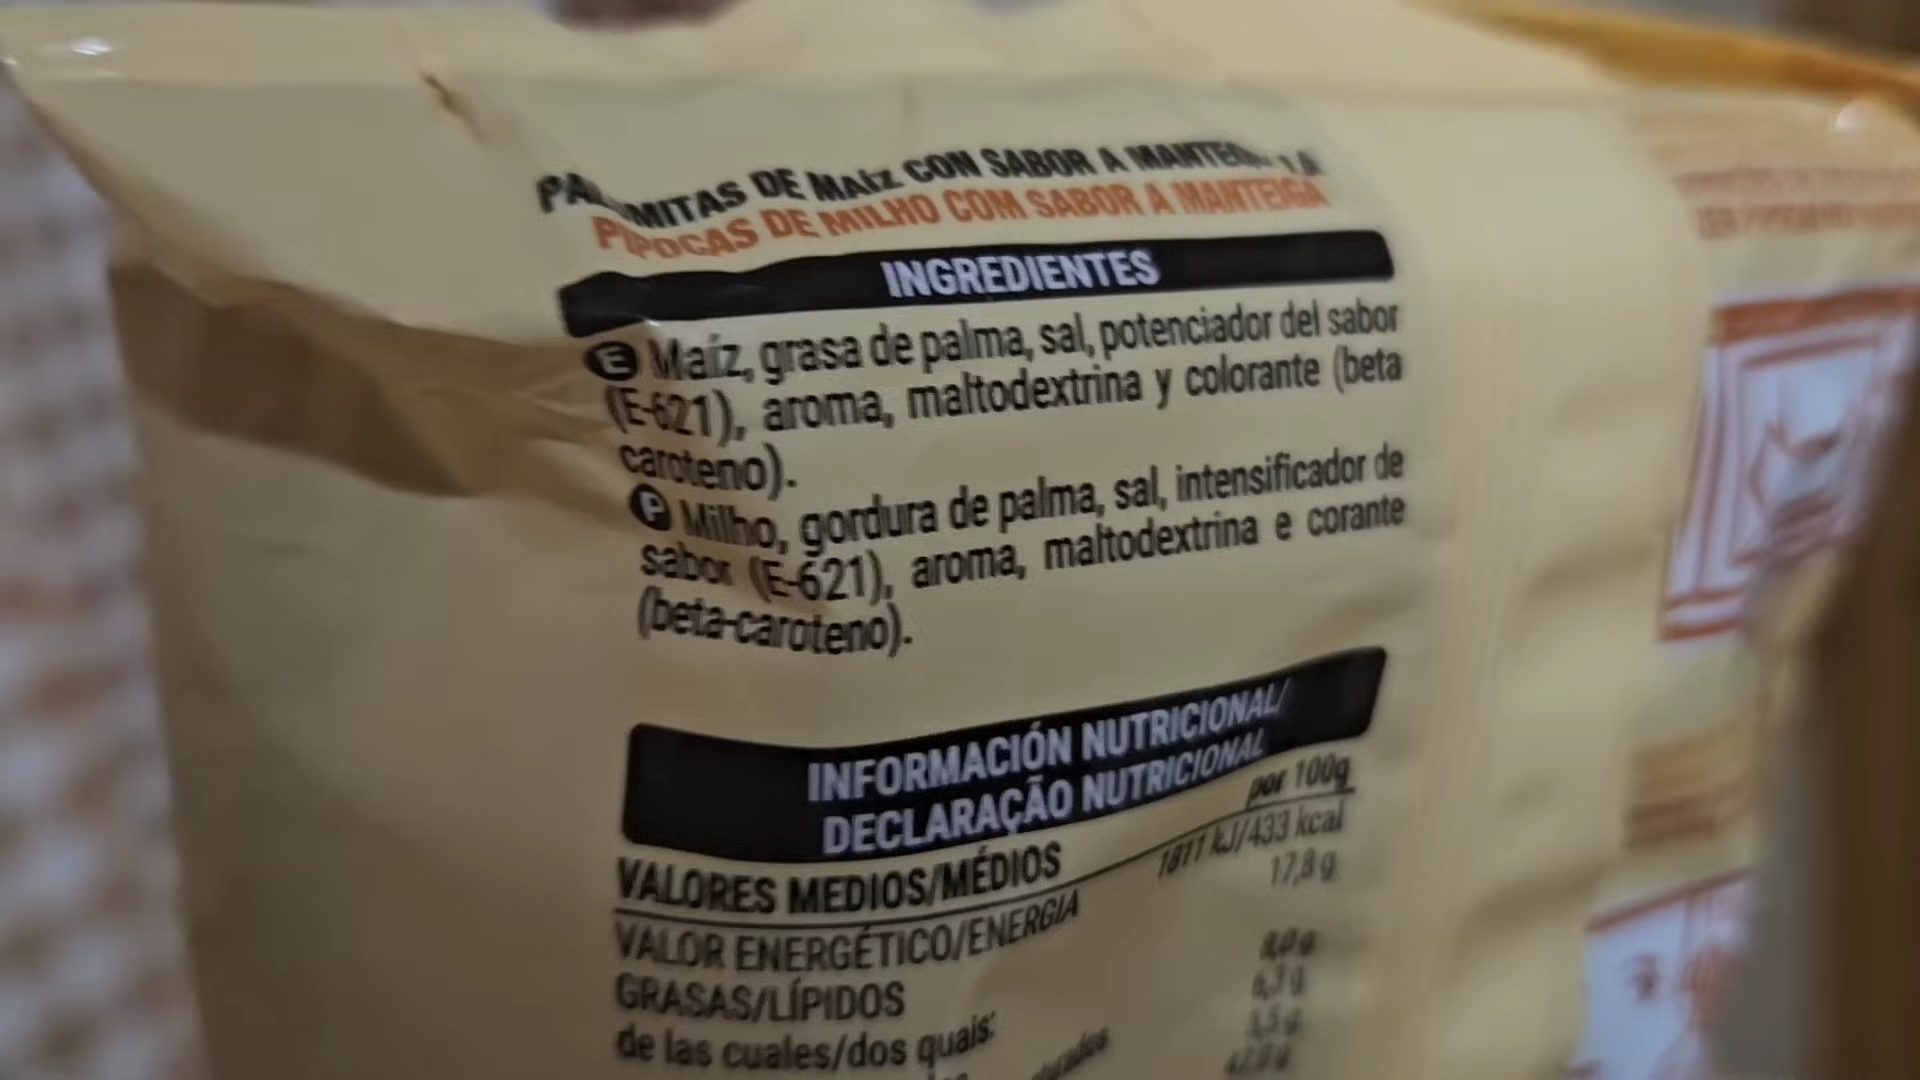 DE MAÍZ CON SABOR A
PIPOCAS DE MILHO COM SABOR A MANTEIGA
INGREDIENTES
E Maíz, grasa de palma, sal, potenciador del sabor
(E-621), aroma, maltodextrina y colorante (beta
caroteno).
P Milho, gordura de palma, sal, intensificador de
sabor (E-621), aroma, maltodextrina e corante
(beta-caroteno).
INFORMACIÓN NUTRICIONAL/
DECLARAÇÃO NUTRICIONAL
por 100g
VALORES MEDIOS/MÉDIOS
VALOR ENERGÉTICO/ENERGIA 1811 kJ/433 kcal
GRASAS/LÍPIDOS 17,8 g
de las cuales/dos quais: